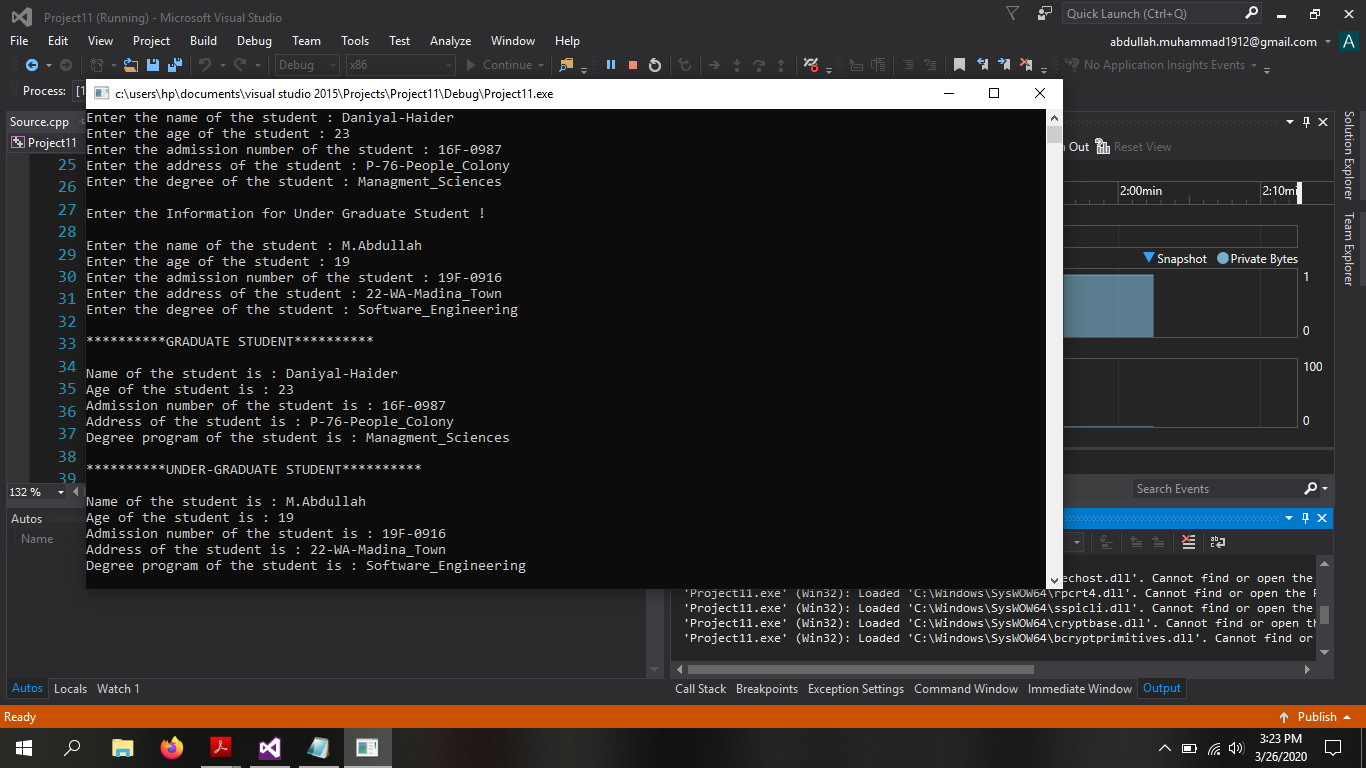 Project11 (Running) - Microsoft Visual Studio
Quick Launch (Ctrl+Q)
File Edit View Project Build Debug Team Tools Test Analyze Window Help
abdullah.muhammad1912@gmail.com A
Debug x86 Continue
No Application Insights Events
Process: [1
c:\users\hp\documents\visual studio 2015\Projects\Project11\Debug\Project11.exe
Source.cpp
Project11
Enter the name of the student : Daniyal-Haider
Enter the age of the student : 23
Enter the admission number of the student : 16F-0987
Enter the address of the student : P-76-People_Colony
Enter the degree of the student : Managment_Sciences
Enter the Information for Under Graduate Student !
Enter the name of the student : M.Abdullah
Enter the age of the student : 19
Enter the admission number of the student : 19F-0916
Enter the address of the student : 22-WA-Madina_Town
Enter the degree of the student : Software_Engineering
**********GRADUATE STUDENT**********
Name of the student is : Daniyal-Haider
Age of the student is : 23
Admission number of the student is : 16F-0987
Address of the student is : P-76-People_Colony
Degree program of the student is : Managment_Sciences
**********UNDER-GRADUATE STUDENT**********
Name of the student is : M.Abdullah
Age of the student is : 19
Admission number of the student is : 19F-0916
Address of the student is : 22-WA-Madina_Town
Degree program of the student is : Software_Engineering
25
26
27
28
29
30
31
32
33
34
35
36
37
38
39
132 %
Out Reset View
2:00min 2:10min
Snapshot Private Bytes
1
0
100
0
Search Events
Solution Explorer
Team Explorer
Autos
Name
echost.dll'. Cannot find or open the
'Project11.exe' (Win32): Loaded 'C:\Windows\SysWOW64\rpcrt4.dll'. Cannot find or open the P
'Project11.exe' (Win32): Loaded 'C:\Windows\SysWOW64\sspicli.dll'. Cannot find or open the
'Project11.exe' (Win32): Loaded 'C:\Windows\SysWOW64\cryptbase.dll'. Cannot find or open th
'Project11.exe' (Win32): Loaded 'C:\Windows\SysWOW64\bcryptprimitives.dll'. Cannot find or
Autos Locals Watch 1
Call Stack Breakpoints Exception Settings Command Window Immediate Window Output
Ready
Publish
3:23 PM
3/26/2020